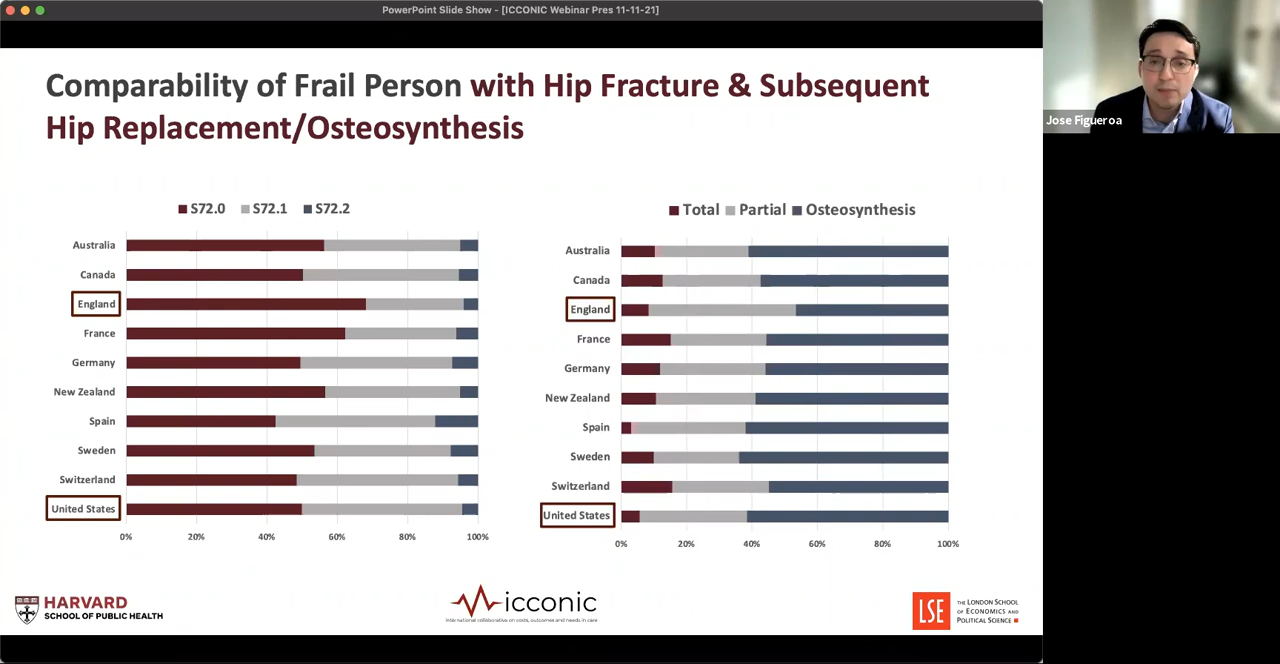 PowerPoint Slide Show - [ICCONIC Webinar Pres 11-11-21]
Jose Figueroa
Comparability of Frail Person with Hip Fracture & Subsequent
Hip Replacement/Osteosynthesis
S72.0 S72.1 S72.2
Australia
Canada
England
France
Germany
New Zealand
Spain
Sweden
Switzerland
United States
0% 20% 40% 60% 80% 100%
Total Partial Osteosynthesis
Australia
Canada
England
France
Germany
New Zealand
Spain
Sweden
Switzerland
United States
0% 20% 40% 60% 80% 100%
HARVARD
SCHOOL OF PUBLIC HEALTH
icconic
International collaborative on costs, outcomes and needs in care
LSE
THE LONDON SCHOOL
OF ECONOMICS AND
POLITICAL SCIENCE